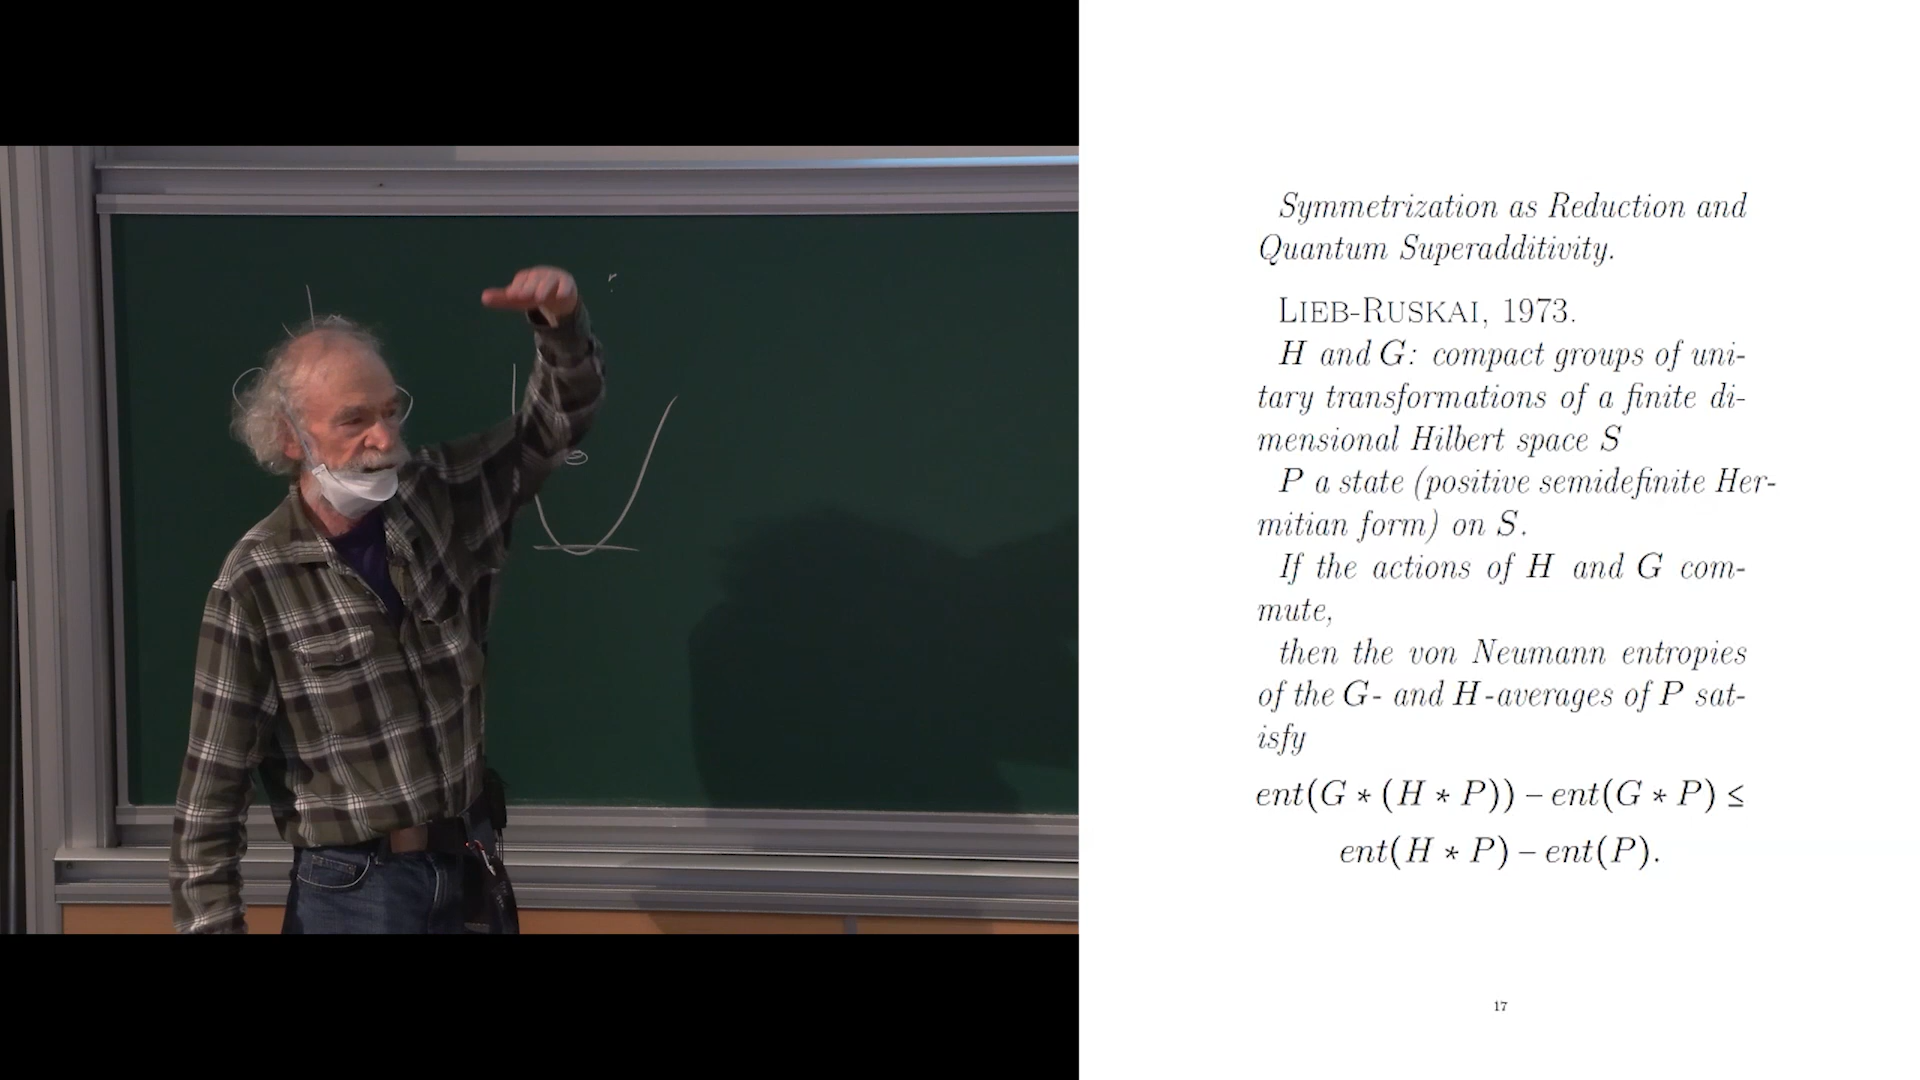 Symmetrization as Reduction and
Quantum Superadditivity.
LIEB-RUSKAI, 1973.
H and G: compact groups of uni-
tary transformations of a finite di-
mensional Hilbert space S
P a state (positive semidefinite Her-
mitian form) on S.
If the actions of H and G com-
mute,
then the von Neumann entropies
of the G- and H-averages of P sat-
isfy
ent(G ⋆ (H ⋆ P)) − ent(G ⋆ P) ≤
ent(H ⋆ P) − ent(P).
17